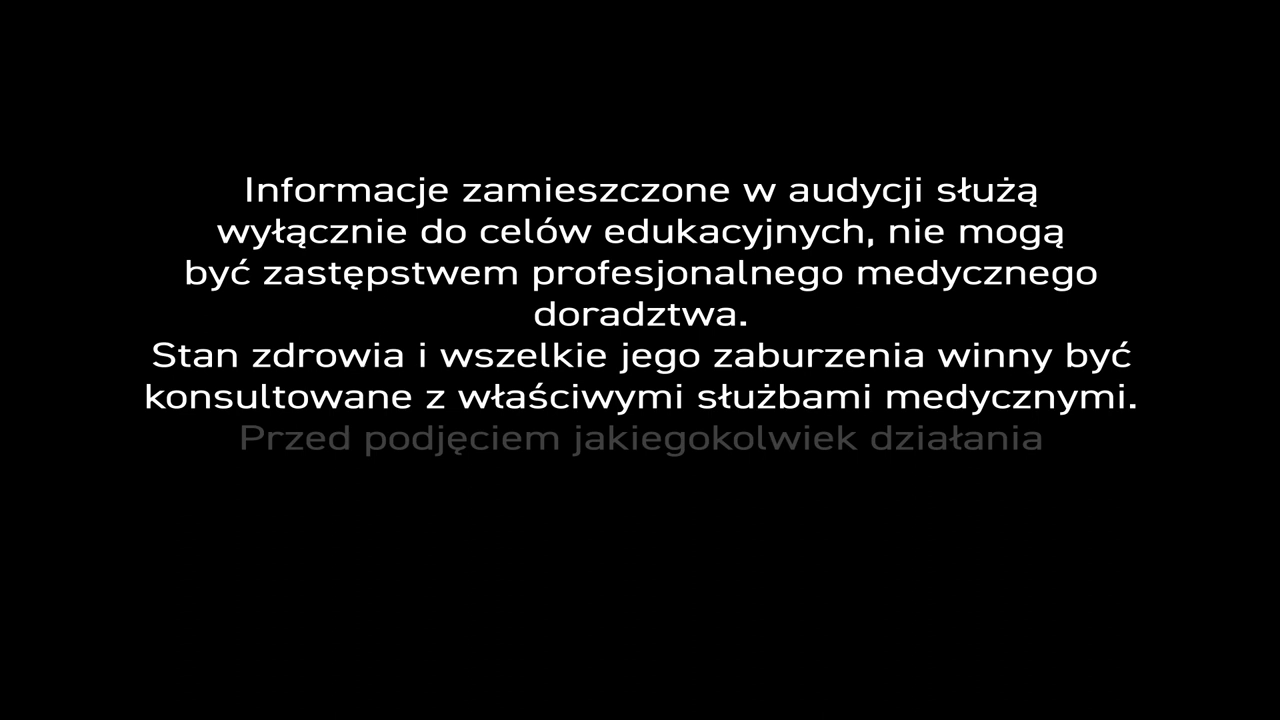 Informacje zamieszczone w audycji służą
wyłącznie do celów edukacyjnych, nie mogą
być zastępstwem profesjonalnego medycznego
doradztwa.
Stan zdrowia i wszelkie jego zaburzenia winny być
konsultowane z właściwymi służbami medycznymi.
Przed podjęciem jakiegokolwiek działania